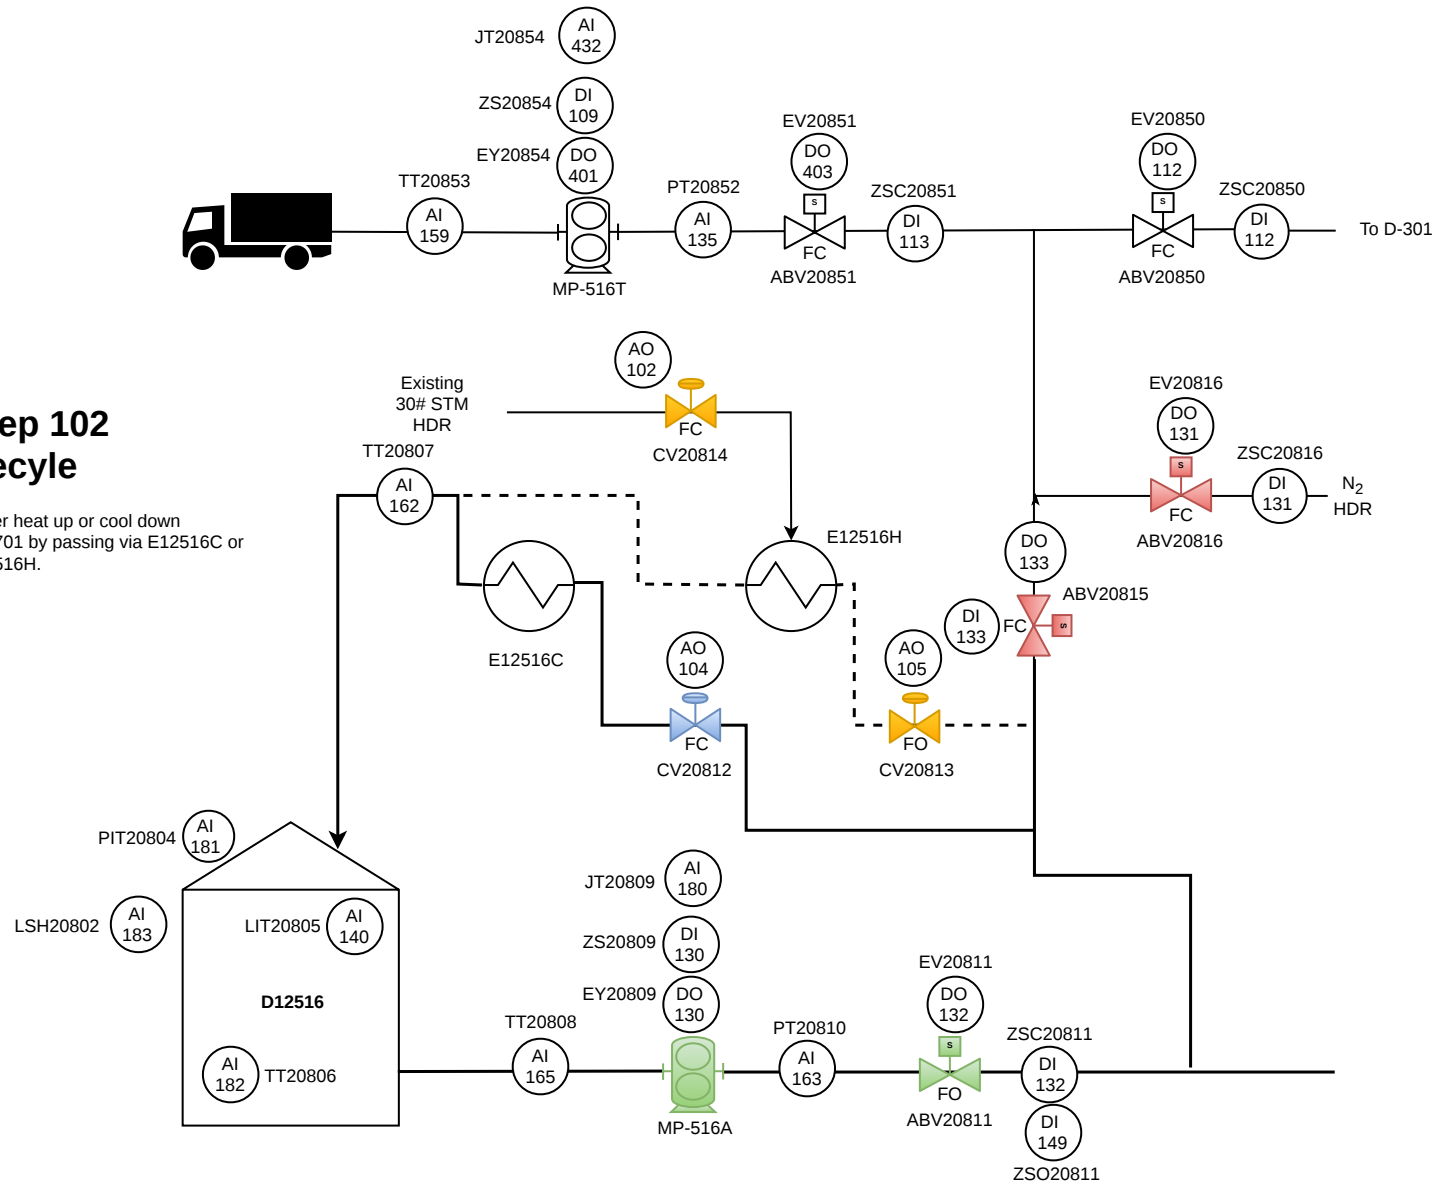 JT20854
AI
432
ZS20854
DI
109
EY20854
DO
401
TT20853
AI
159
MP-516T
PT20852
AI
135
EV20851
DO
403
S
FC
ABV20851
ZSC20851
DI
113
EV20850
DO
112
S
FC
ABV20850
ZSC20850
DI
112
To D-301
ep 102
ecyle
er heat up or cool down
701 by passing via E12516C or
516H.
Existing
30# STM
HDR
AO
102
FC
CV20814
TT20807
AI
162
E12516C
E12516H
EV20816
DO
131
S
FC
ABV20816
ZSC20816
DI
131
N2
HDR
DO
133
ABV20815
DI
133
FC
S
AO
104
FC
CV20812
AO
105
FO
CV20813
PIT20804
AI
181
LSH20802
AI
183
LIT20805
AI
140
D12516
AI
182
TT20806
JT20809
AI
180
ZS20809
DI
130
EY20809
DO
130
TT20808
AI
165
MP-516A
PT20810
AI
163
EV20811
DO
132
S
FO
ABV20811
ZSC20811
DI
132
DI
149
ZSO20811